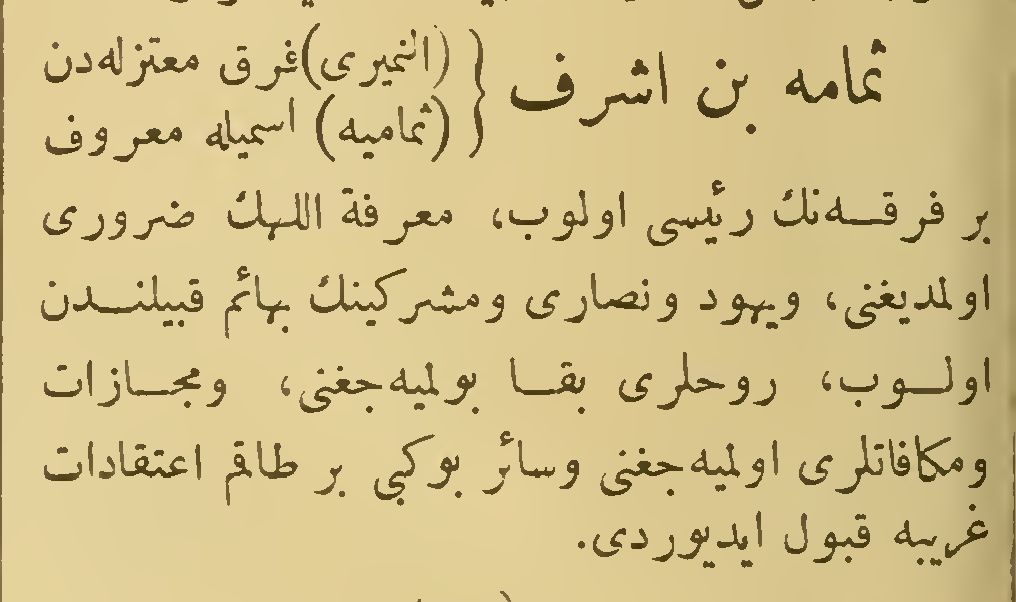 ثمامه بن اشرف { (النمیری) فرق معتزله‌دن
(ثمامیه) اسمیله معروف
بر فرقه‌نك رئیسی اولوب، معرفة اللهك ضروری
اولمدیغنی، ویهود ونصاری ومشرکینك بهائم قبیلندن
اولوب، روحلری بقا بولمیه‌جغنی، ومجازات
ومکافاتلری اولمیه‌جغنی وسائر بوکبی بر طاقم اعتقادات
غریبه قبول ایدیوردی.